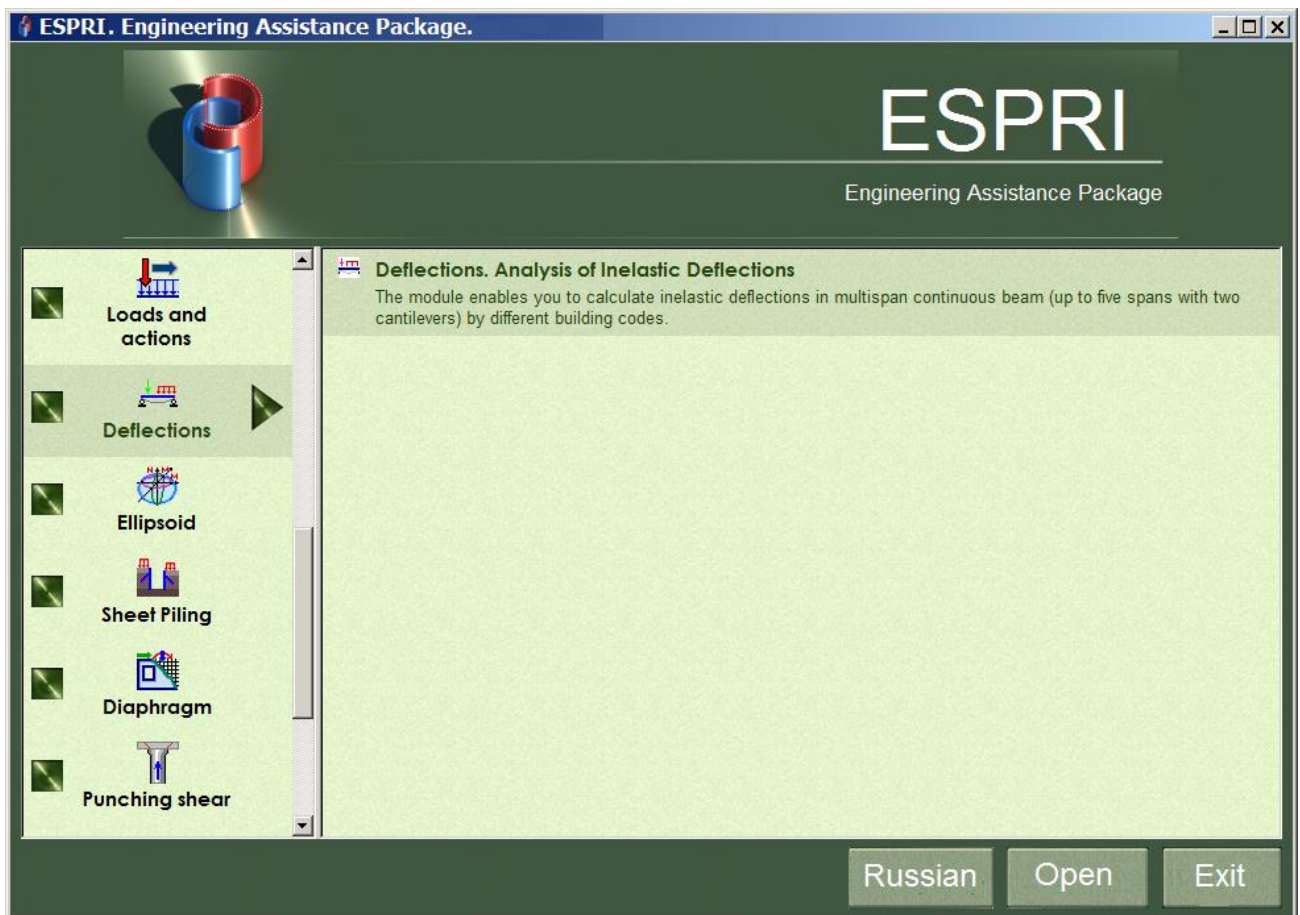 ESPRI. Engineering Assistance Package.
ESPRI
Engineering Assistance Package
Loads and
actions
Deflections
Ellipsoid
Sheet Piling
Diaphragm
Punching shear
Deflections. Analysis of Inelastic Deflections
The module enables you to calculate inelastic deflections in multispan continuous beam (up to five spans with two
cantilevers) by different building codes.
Russian
Open
Exit